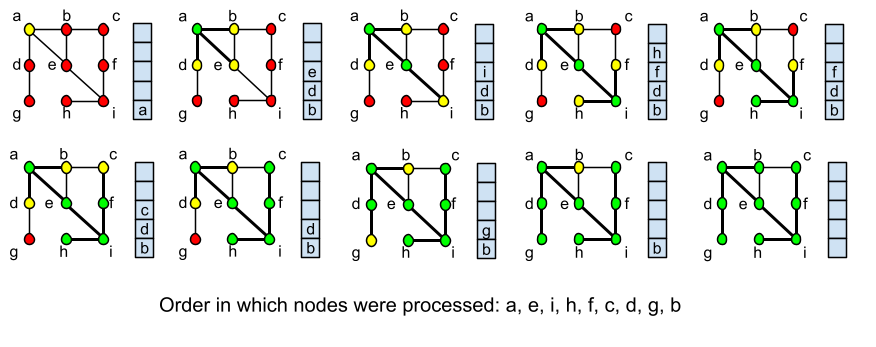 a b c
d e f
g h i
a
a b c
d e f
g h i
e
d
b
a b c
d e f
g h i
i
d
b
a b c
d e f
g h i
h
f
d
b
a b c
d e f
g h i
f
d
b
a b c
d e f
g h i
c
d
b
a b c
d e f
g h i
d
b
a b c
d e f
g h i
g
b
a b c
d e f
g h i
b
a b c
d e f
g h i
Order in which nodes were processed: a, e, i, h, f, c, d, g, b